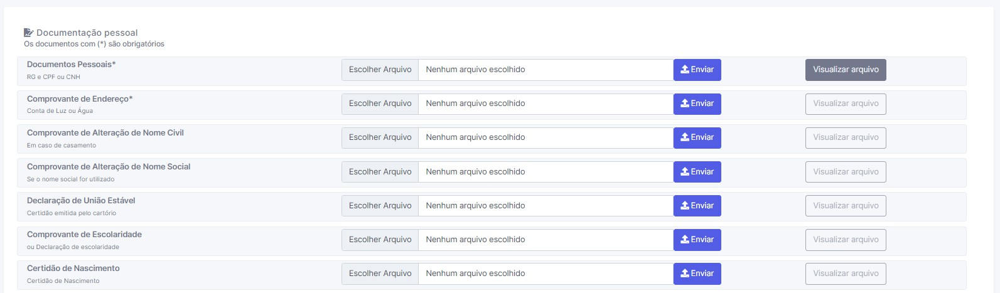 Documentação pessoal
Os documentos com (*) são obrigatórios
Documentos Pessoais*
RG e CPF ou CNH
Escolher Arquivo Nenhum arquivo escolhido Enviar Visualizar arquivo
Comprovante de Endereço*
Conta de Luz ou Água
Escolher Arquivo Nenhum arquivo escolhido Enviar Visualizar arquivo
Comprovante de Alteração de Nome Civil
Em caso de casamento
Escolher Arquivo Nenhum arquivo escolhido Enviar Visualizar arquivo
Comprovante de Alteração de Nome Social
Se o nome social for utilizado
Escolher Arquivo Nenhum arquivo escolhido Enviar Visualizar arquivo
Declaração de União Estável
Certidão emitida pelo cartório
Escolher Arquivo Nenhum arquivo escolhido Enviar Visualizar arquivo
Comprovante de Escolaridade
ou Declaração de escolaridade
Escolher Arquivo Nenhum arquivo escolhido Enviar Visualizar arquivo
Certidão de Nascimento
Certidão de Nascimento
Escolher Arquivo Nenhum arquivo escolhido Enviar Visualizar arquivo